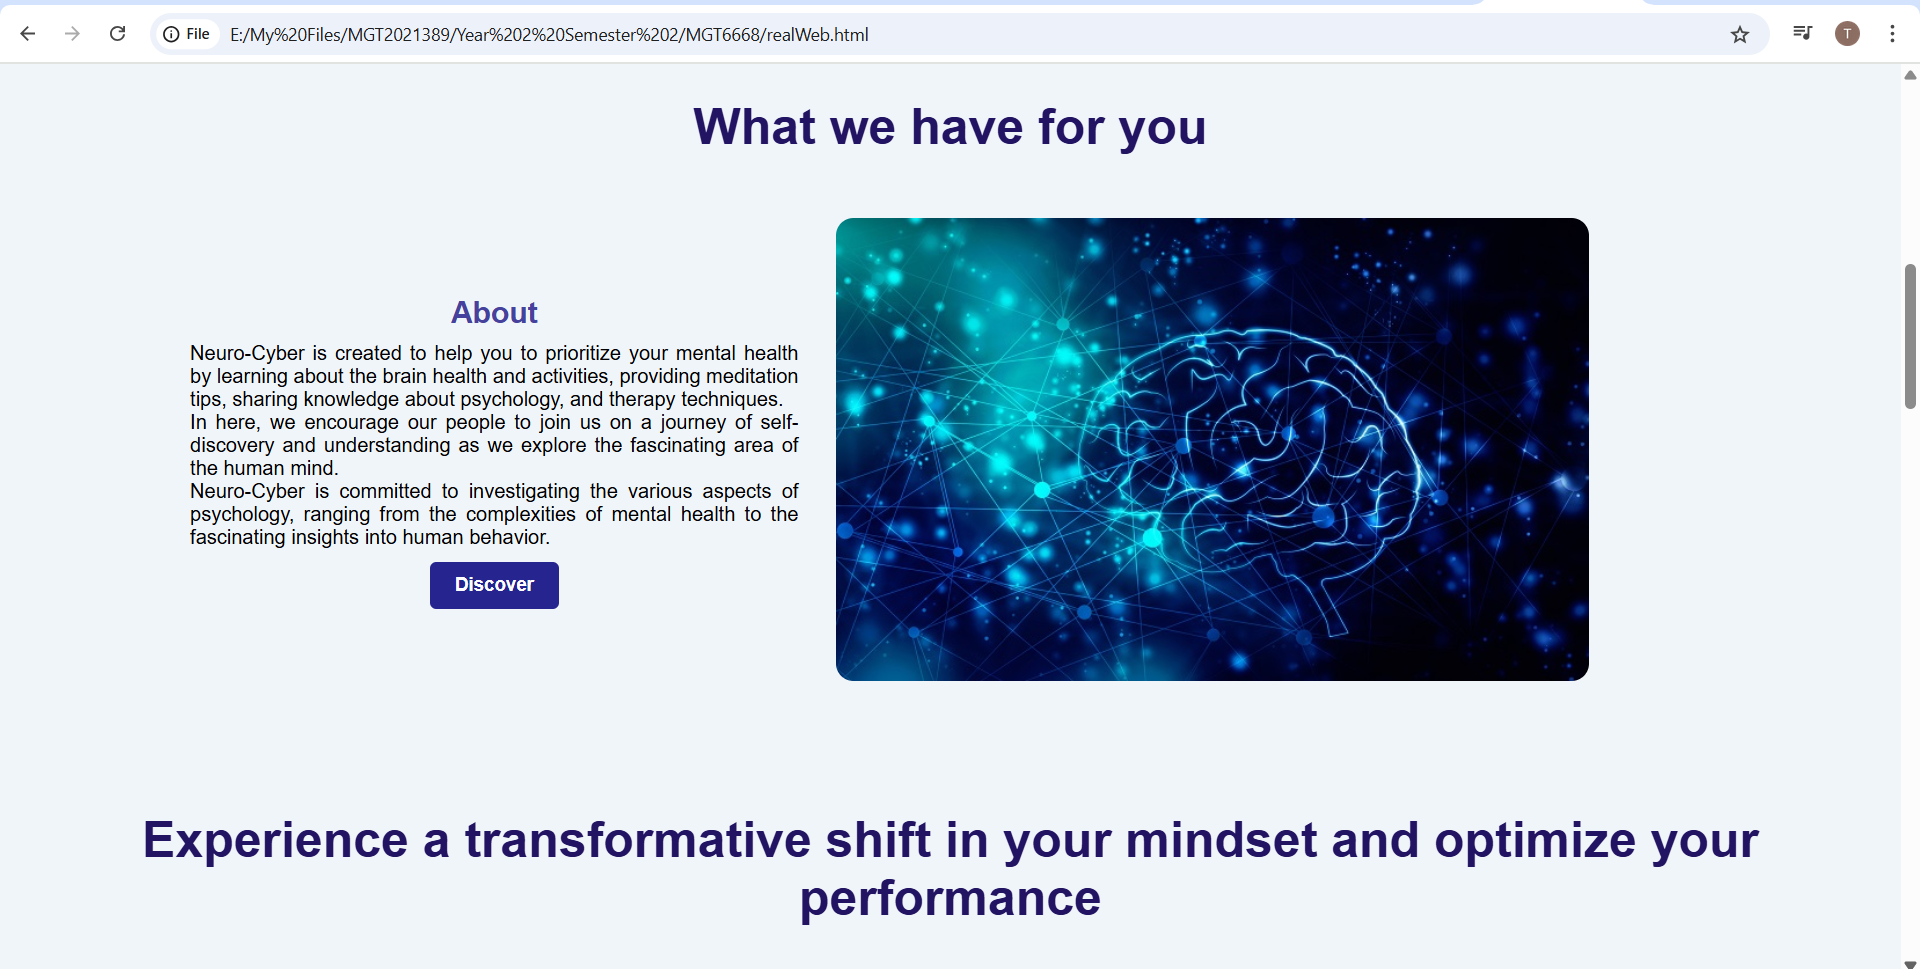 File
E:/My%20Files/MGT2021389/Year%202%20Semester%202/MGT6668/realWeb.html
T
What we have for you
About
Neuro-Cyber is created to help you to prioritize your mental health
by learning about the brain health and activities, providing meditation
tips, sharing knowledge about psychology, and therapy techniques.
In here, we encourage our people to join us on a journey of self-
discovery and understanding as we explore the fascinating area of
the human mind.
Neuro-Cyber is committed to investigating the various aspects of
psychology, ranging from the complexities of mental health to the
fascinating insights into human behavior.
Discover
Experience a transformative shift in your mindset and optimize your
performance